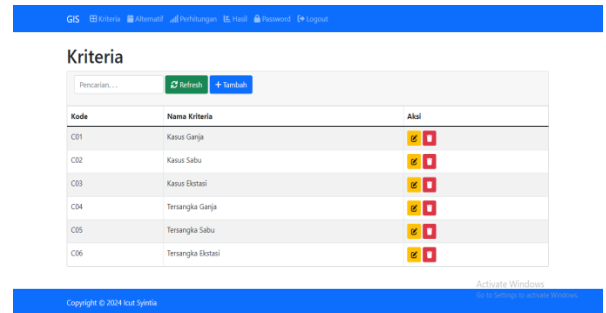 GIS Kriteria Alternatif Perhitungan Hasil Password Logout
Kriteria
Pencarian... Refresh + Tambah
Kode Nama Kriteria Aksi
C01 Kasus Ganja
C02 Kasus Sabu
C03 Kasus Ekstasi
C04 Tersangka Ganja
C05 Tersangka Sabu
C06 Tersangka Ekstasi
Activate Windows
Go to Settings to activate Windows.
Copyright © 2024 Icut Syintia